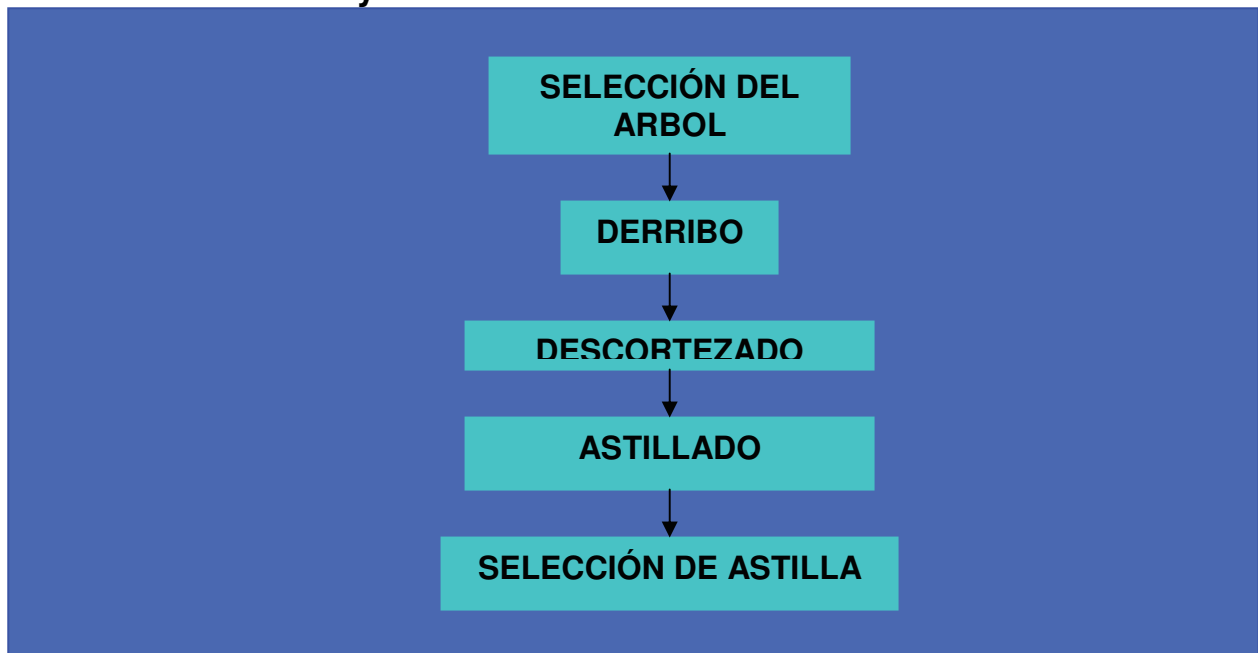 SELECCIÓN DEL
ARBOL
DERRIBO
DESCORTEZADO
ASTILLADO
SELECCIÓN DE ASTILLA